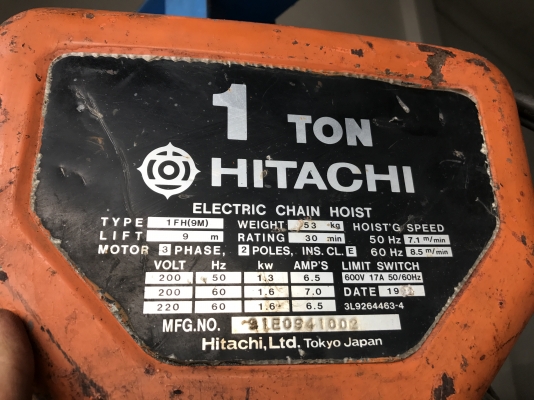 1 TON
HITACHI
ELECTRIC CHAIN HOIST
TYPE 1FH(9M) WEIGHT 53 kg HOIST'G SPEED
LIFT 9 m RATING 30 min 50 Hz 7.1 m/min
MOTOR 3 PHASE, 2 POLES, INS. CL. E 60 Hz 8.5 m/min
VOLT Hz kw AMP'S LIMIT SWITCH
200 50 1.3 6.5 600V 17A 50/60Hz
200 60 1.6 7.0 DATE 19
220 60 1.6 6.5 3L9264463-4
MFG.NO.
Hitachi, Ltd. Tokyo Japan